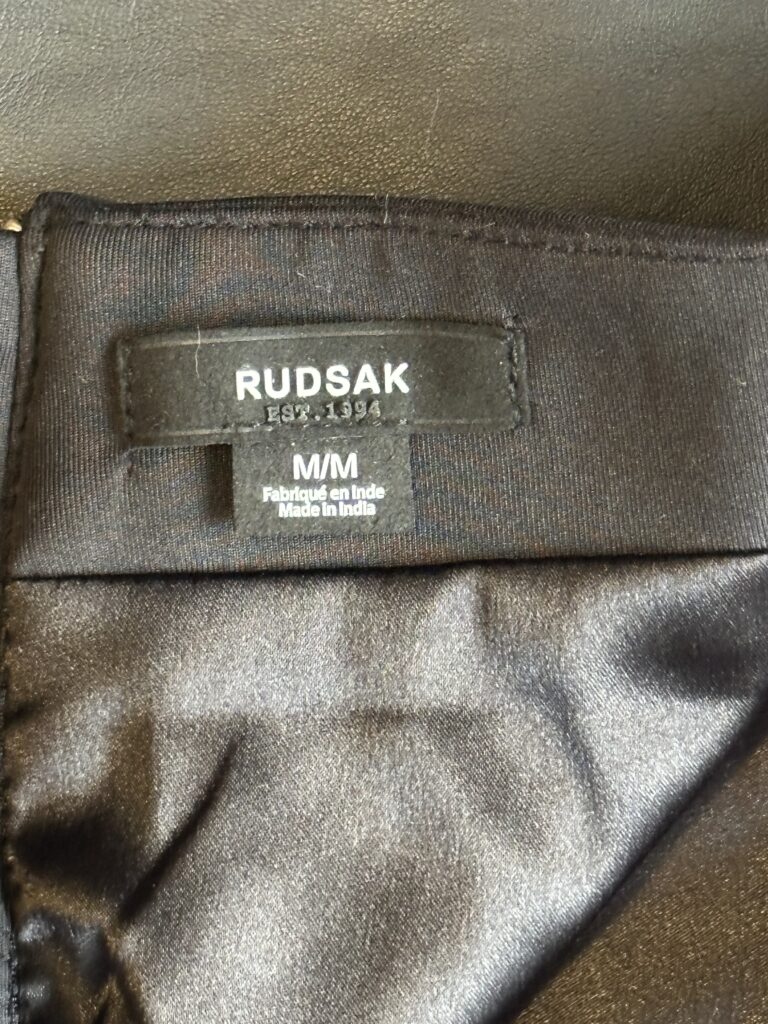 RUDSAK
EST.1994
M/M
Fabriqué en Inde
Made in India